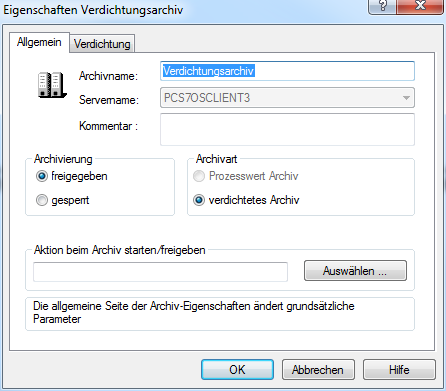 Eigenschaften Verdichtungsarchiv
?
Allgemein
Verdichtung
Archivname:
Verdichtungsarchiv
Servername:
PCS7OSCLIENT3
Kommentar :
Archivierung
freigegeben
gesperrt
Archivart
Prozesswert Archiv
verdichtetes Archiv
Aktion beim Archiv starten/freigeben
Auswählen ...
Die allgemeine Seite der Archiv-Eigenschaften ändert grundsätzliche
Parameter
OK
Abbrechen
Hilfe